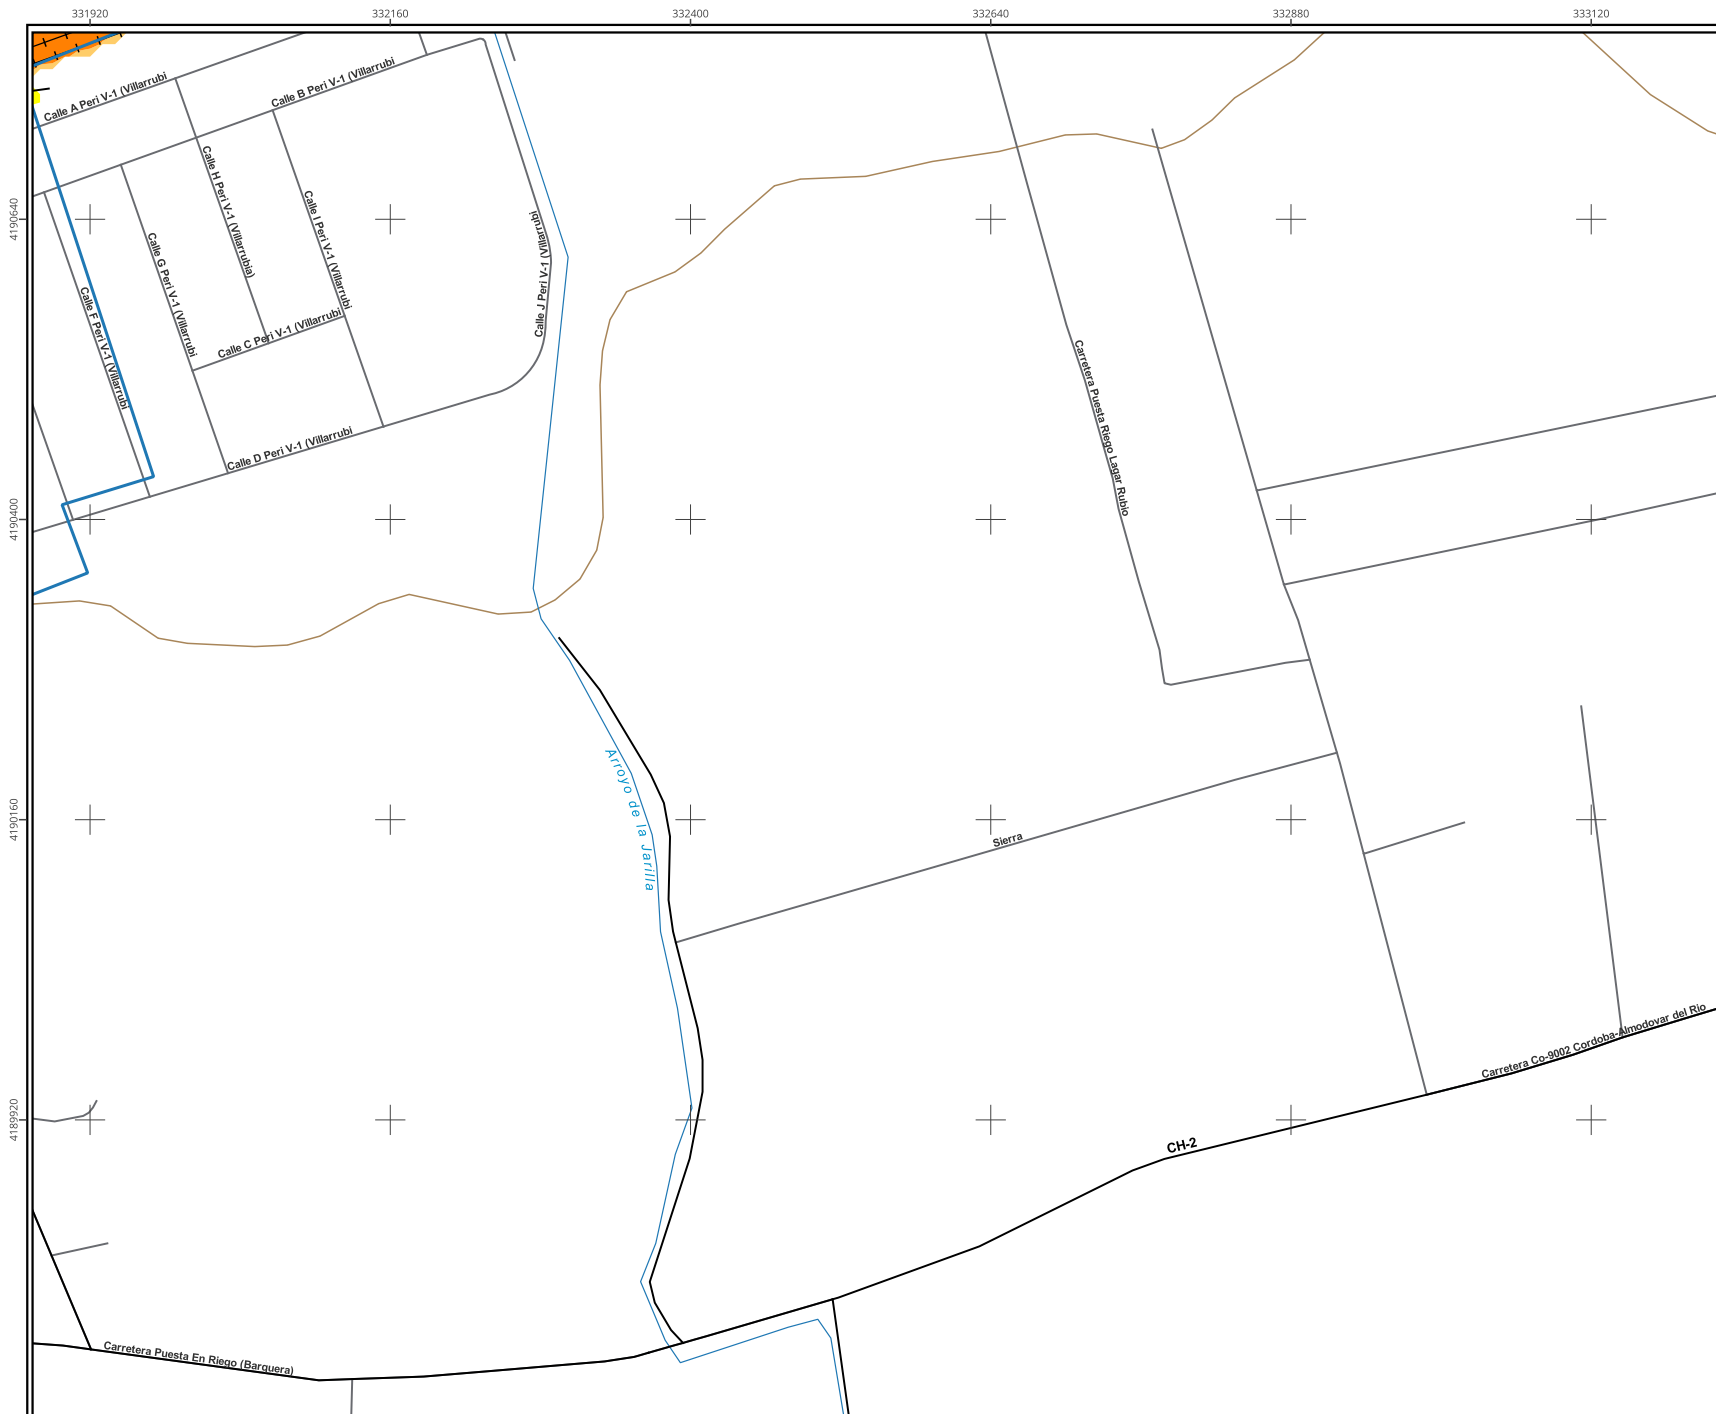 331920
332160
332400
332640
332880
333120
4190640
4190400
4190160
4189920
Calle A Peri V-1 (Villarrubi
Calle B Peri V-1 (Villarrubi
Calle H Peri V-1 (Villarrubia)
Calle I Peri V-1 (Villarrubi
Calle G Peri V-1 (Villarrubi
Calle F Peri V-1 (Villarrubi
Calle J Peri V-1 (Villarrubi
Calle C Peri V-1 (Villarrubi
Calle D Peri V-1 (Villarrubi
Carretera Puesta Riego Lagar Rubio
Arroyo de la Jarilla
Sierra
Carretera Co-9002 Cordoba-Almodovar del Rio
CH-2
Carretera Puesta En Riego (Barquera)